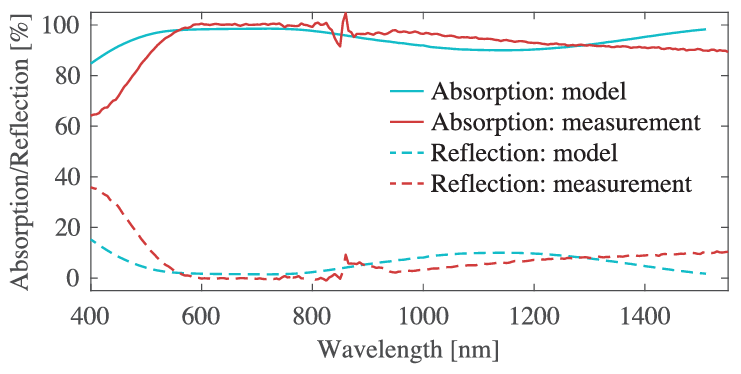 Absorption/Reflection [%]
100
80
60
40
20
0
Absorption: model
Absorption: measurement
Reflection: model
Reflection: measurement
400
600
800
1000
1200
1400
Wavelength [nm]